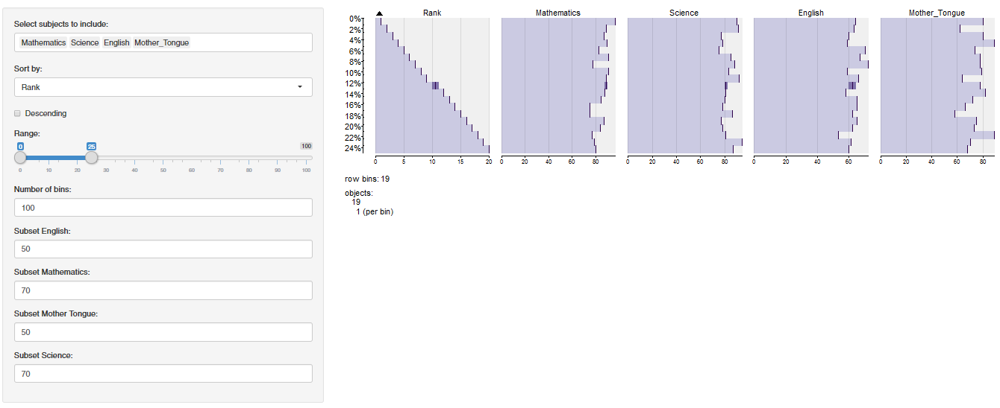 Select subjects to include:
Mathematics Science English Mother_Tongue
Sort by:
Rank
Descending
Range:
0 25 100
0 10 20 30 40 50 60 70 80 90 100
Number of bins:
100
Subset English:
50
Subset Mathematics:
70
Subset Mother Tongue:
50
Subset Science:
70
Rank Mathematics Science English Mother_Tongue
0%
2%
4%
6%
8%
10%
12%
14%
16%
18%
20%
22%
24%
0 5 10 15 20 0 20 40 60 80 0 20 40 60 80 0 20 40 60 0 20 40 60 80
row bins: 19
objects:
19
1 (per bin)